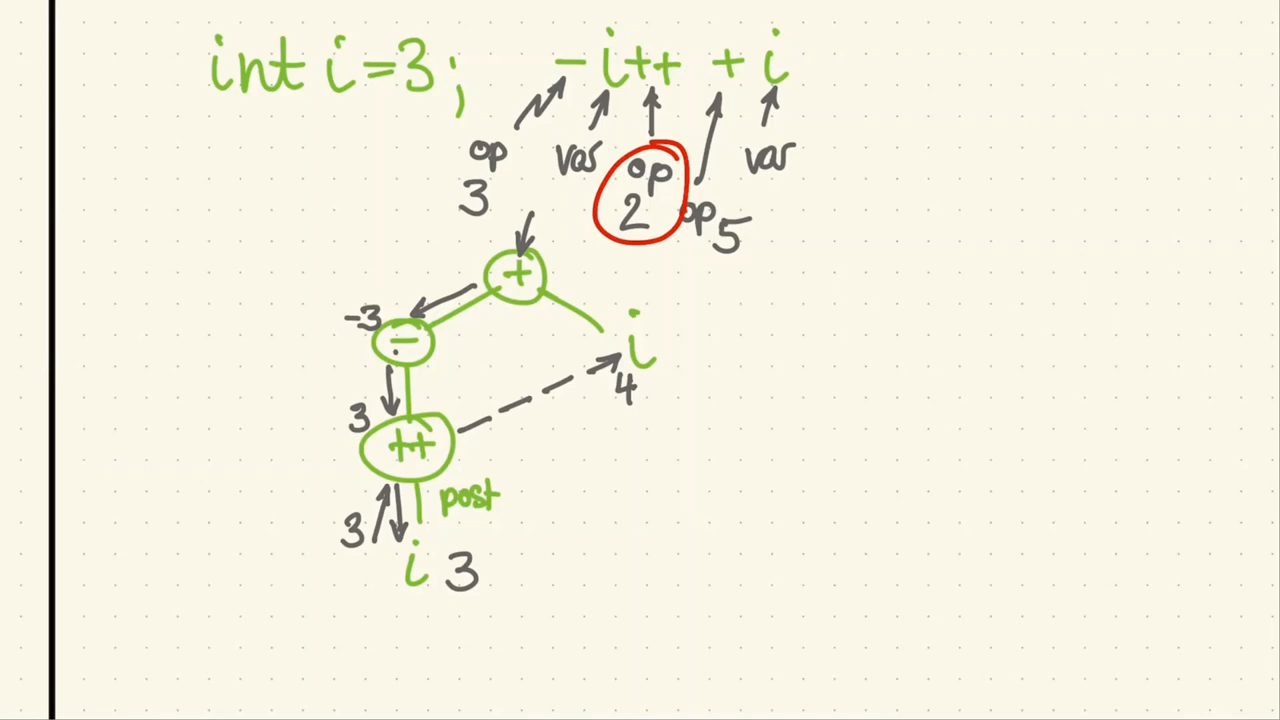 int i=3; -i++ +i
op var op op var
3 2 5
+
-3 - i
4
3 ++
post
3 i 3